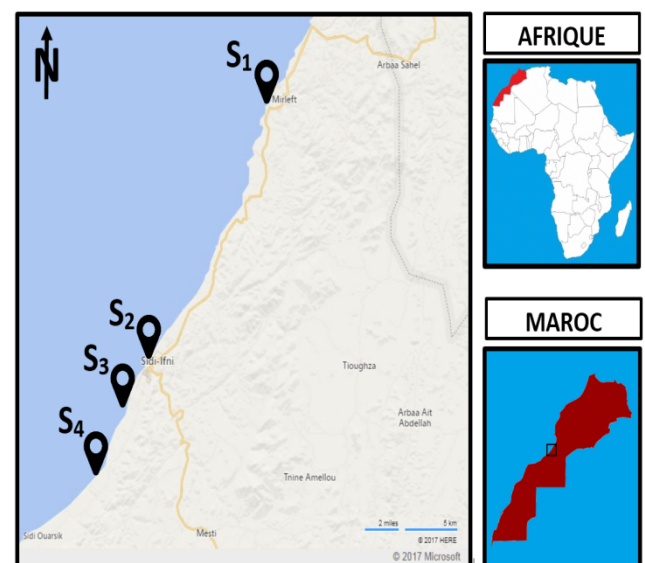 N
S1
Arbaa Sahel
Mirleft
S2
Sidi-Ifni
S3
Tioughza
Arbaa Ait
Abdellah
S4
Tnine Amellou
2 miles 5 km
Sidi Ouarsik
Mesti
© 2017 HERE
© 2017 Microsoft
AFRIQUE
MAROC